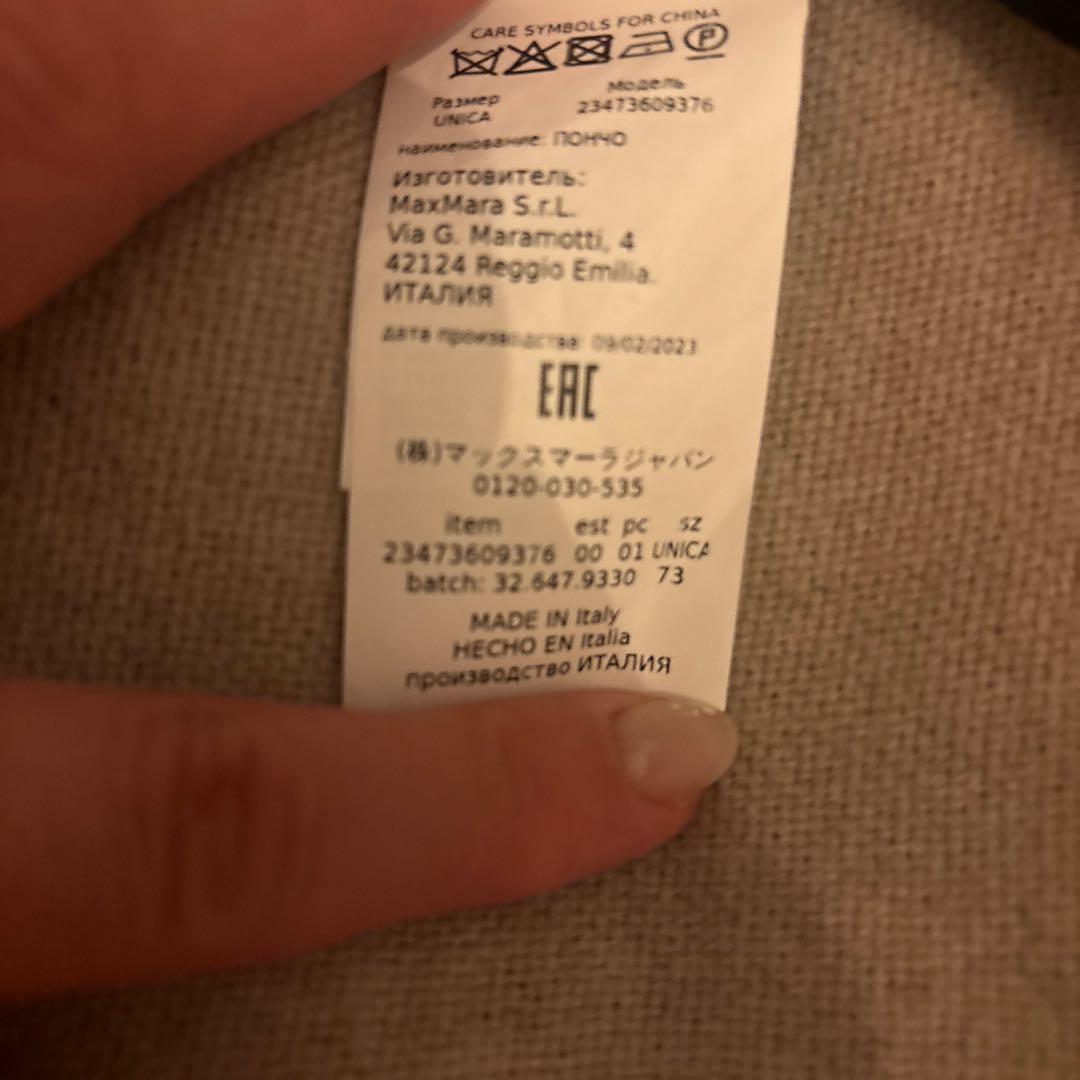 CARE SYMBOLS FOR CHINA
Размер Модель
UNICA 23473609376
наименование: ПОНЧО
Изготовитель:
MaxMara S.r.L.
Via G. Maramotti, 4
42124 Reggio Emilia.
ИТАЛИЯ
дата производства: 09/02/2023
EAC
(株)マックスマーラジャパン
0120-030-535
item est pc sz
23473609376 00 01 UNICA
batch: 32.647.9330 73
MADE IN Italy
HECHO EN Italia
производство ИТАЛИЯ